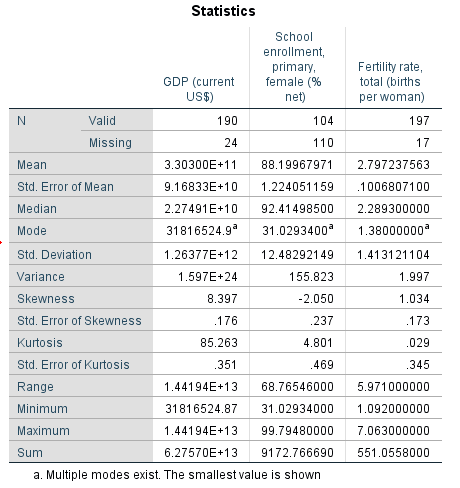 Statistics
GDP (current US$)
School enrollment, primary, female (% net)
Fertility rate, total (births per woman)
N Valid 190 104 197
Missing 24 110 17
Mean 3.30300E+11 88.19967971 2.797237563
Std. Error of Mean 9.16833E+10 1.224051159 .1006807100
Median 2.27491E+10 92.41498500 2.289300000
Mode 31816524.9a 31.0293400a 1.38000000a
Std. Deviation 1.26377E+12 12.48292149 1.413121104
Variance 1.597E+24 155.823 1.997
Skewness 8.397 -2.050 1.034
Std. Error of Skewness .176 .237 .173
Kurtosis 85.263 4.801 .029
Std. Error of Kurtosis .351 .469 .345
Range 1.44194E+13 68.76546000 5.971000000
Minimum 31816524.87 31.02934000 1.092000000
Maximum 1.44194E+13 99.79480000 7.063000000
Sum 6.27570E+13 9172.766690 551.0558000
a. Multiple modes exist. The smallest value is shown